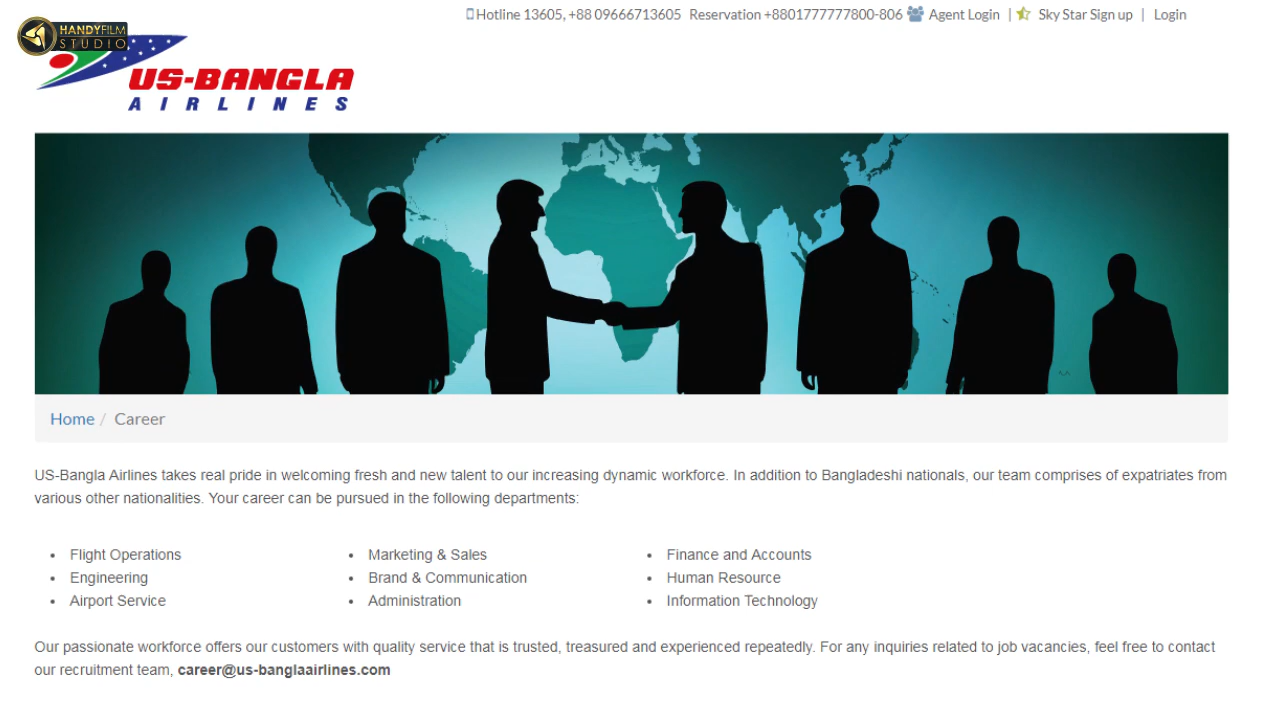 Hotline 13605, +88 09666713605 Reservation +8801777777800-806 Agent Login | Sky Star Sign up | Login
HANDYFILM
STUDIO
US-BANGLA
AIRLINES
Home / Career
US-Bangla Airlines takes real pride in welcoming fresh and new talent to our increasing dynamic workforce. In addition to Bangladeshi nationals, our team comprises of expatriates from
various other nationalities. Your career can be pursued in the following departments:
• Flight Operations • Marketing & Sales • Finance and Accounts
• Engineering • Brand & Communication • Human Resource
• Airport Service • Administration • Information Technology
Our passionate workforce offers our customers with quality service that is trusted, treasured and experienced repeatedly. For any inquiries related to job vacancies, feel free to contact
our recruitment team, career@us-banglaairlines.com